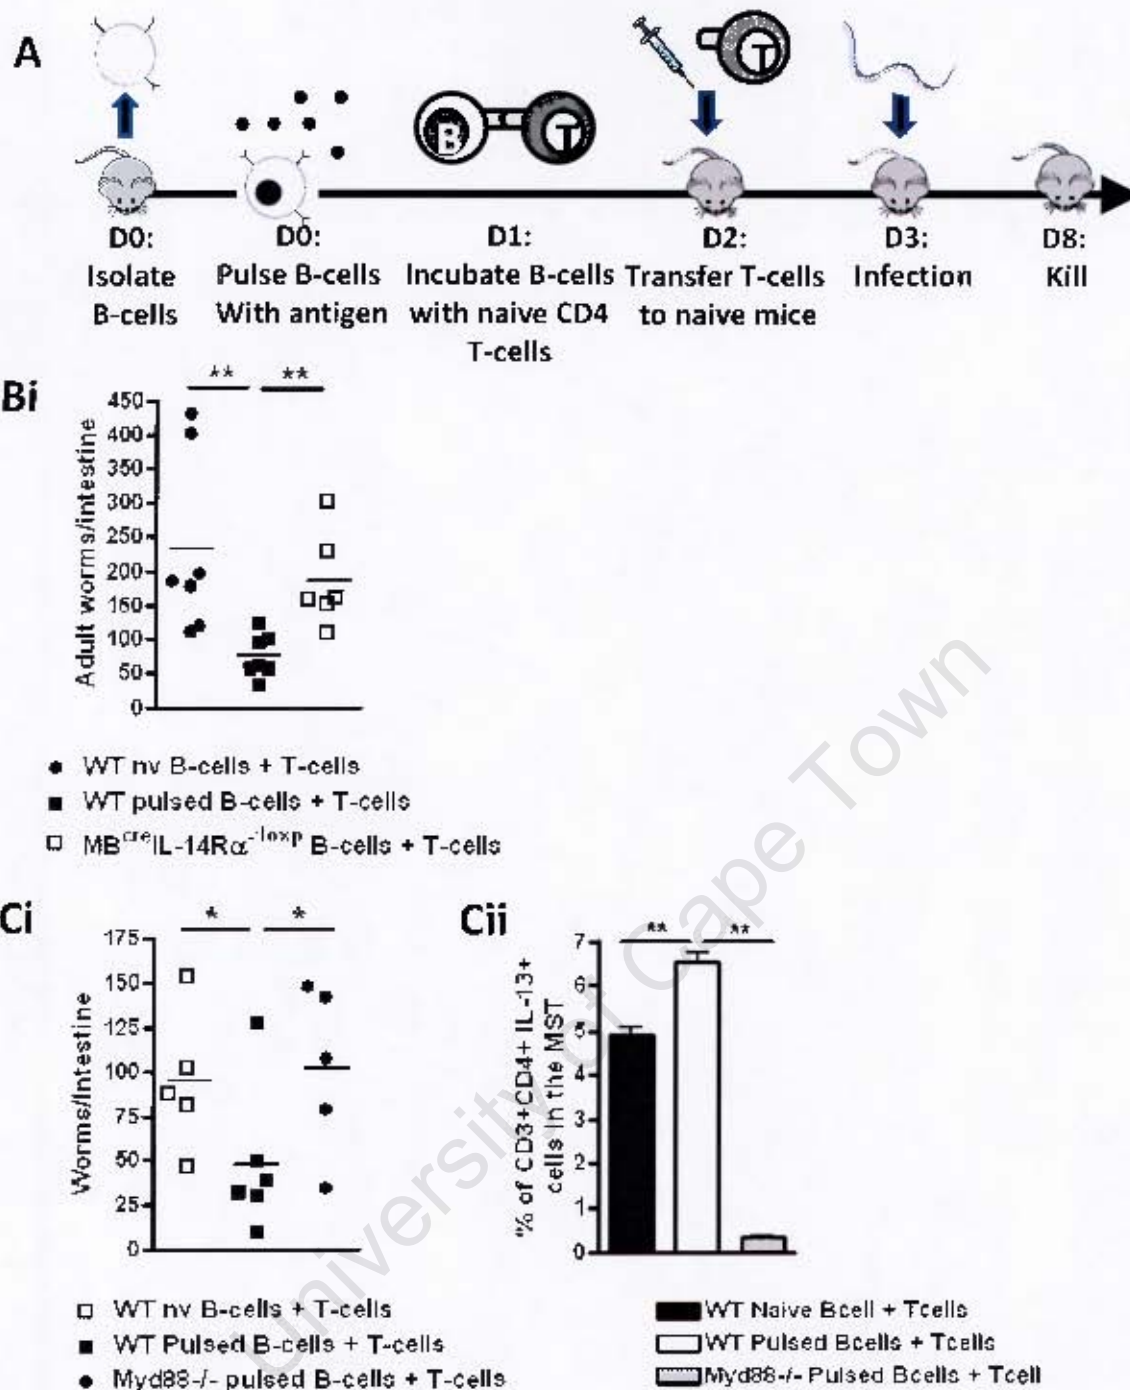 A
B
T
T
D0:
Isolate
B-cells
D0:
Pulse B-cells
With antigen
D1:
Incubate B-cells
with naive CD4
T-cells
D2:
Transfer T-cells
to naive mice
D3:
Infection
D8:
Kill
Bi
** **
Adult worms/intestine
450
400
350
300
250
200
150
100
50
0
● WT nv B-cells + T-cells
■ WT pulsed B-cells + T-cells
□ MB^cre IL-14Rα^-loxp B-cells + T-cells
Ci
* *
Worms/Intestine
175
150
125
100
75
50
25
0
□ WT nv B-cells + T-cells
■ WT Pulsed B-cells + T-cells
● Myd88-/- pulsed B-cells + T-cells
Cii
** **
% of CD3+CD4+ IL-13+
cells in the MST
7
6
5
4
3
2
1
0
WT Naive Bcell + Tcells
WT Pulsed Bcells + Tcells
Myd88-/- Pulsed Bcells + Tcell
University of Cape Town